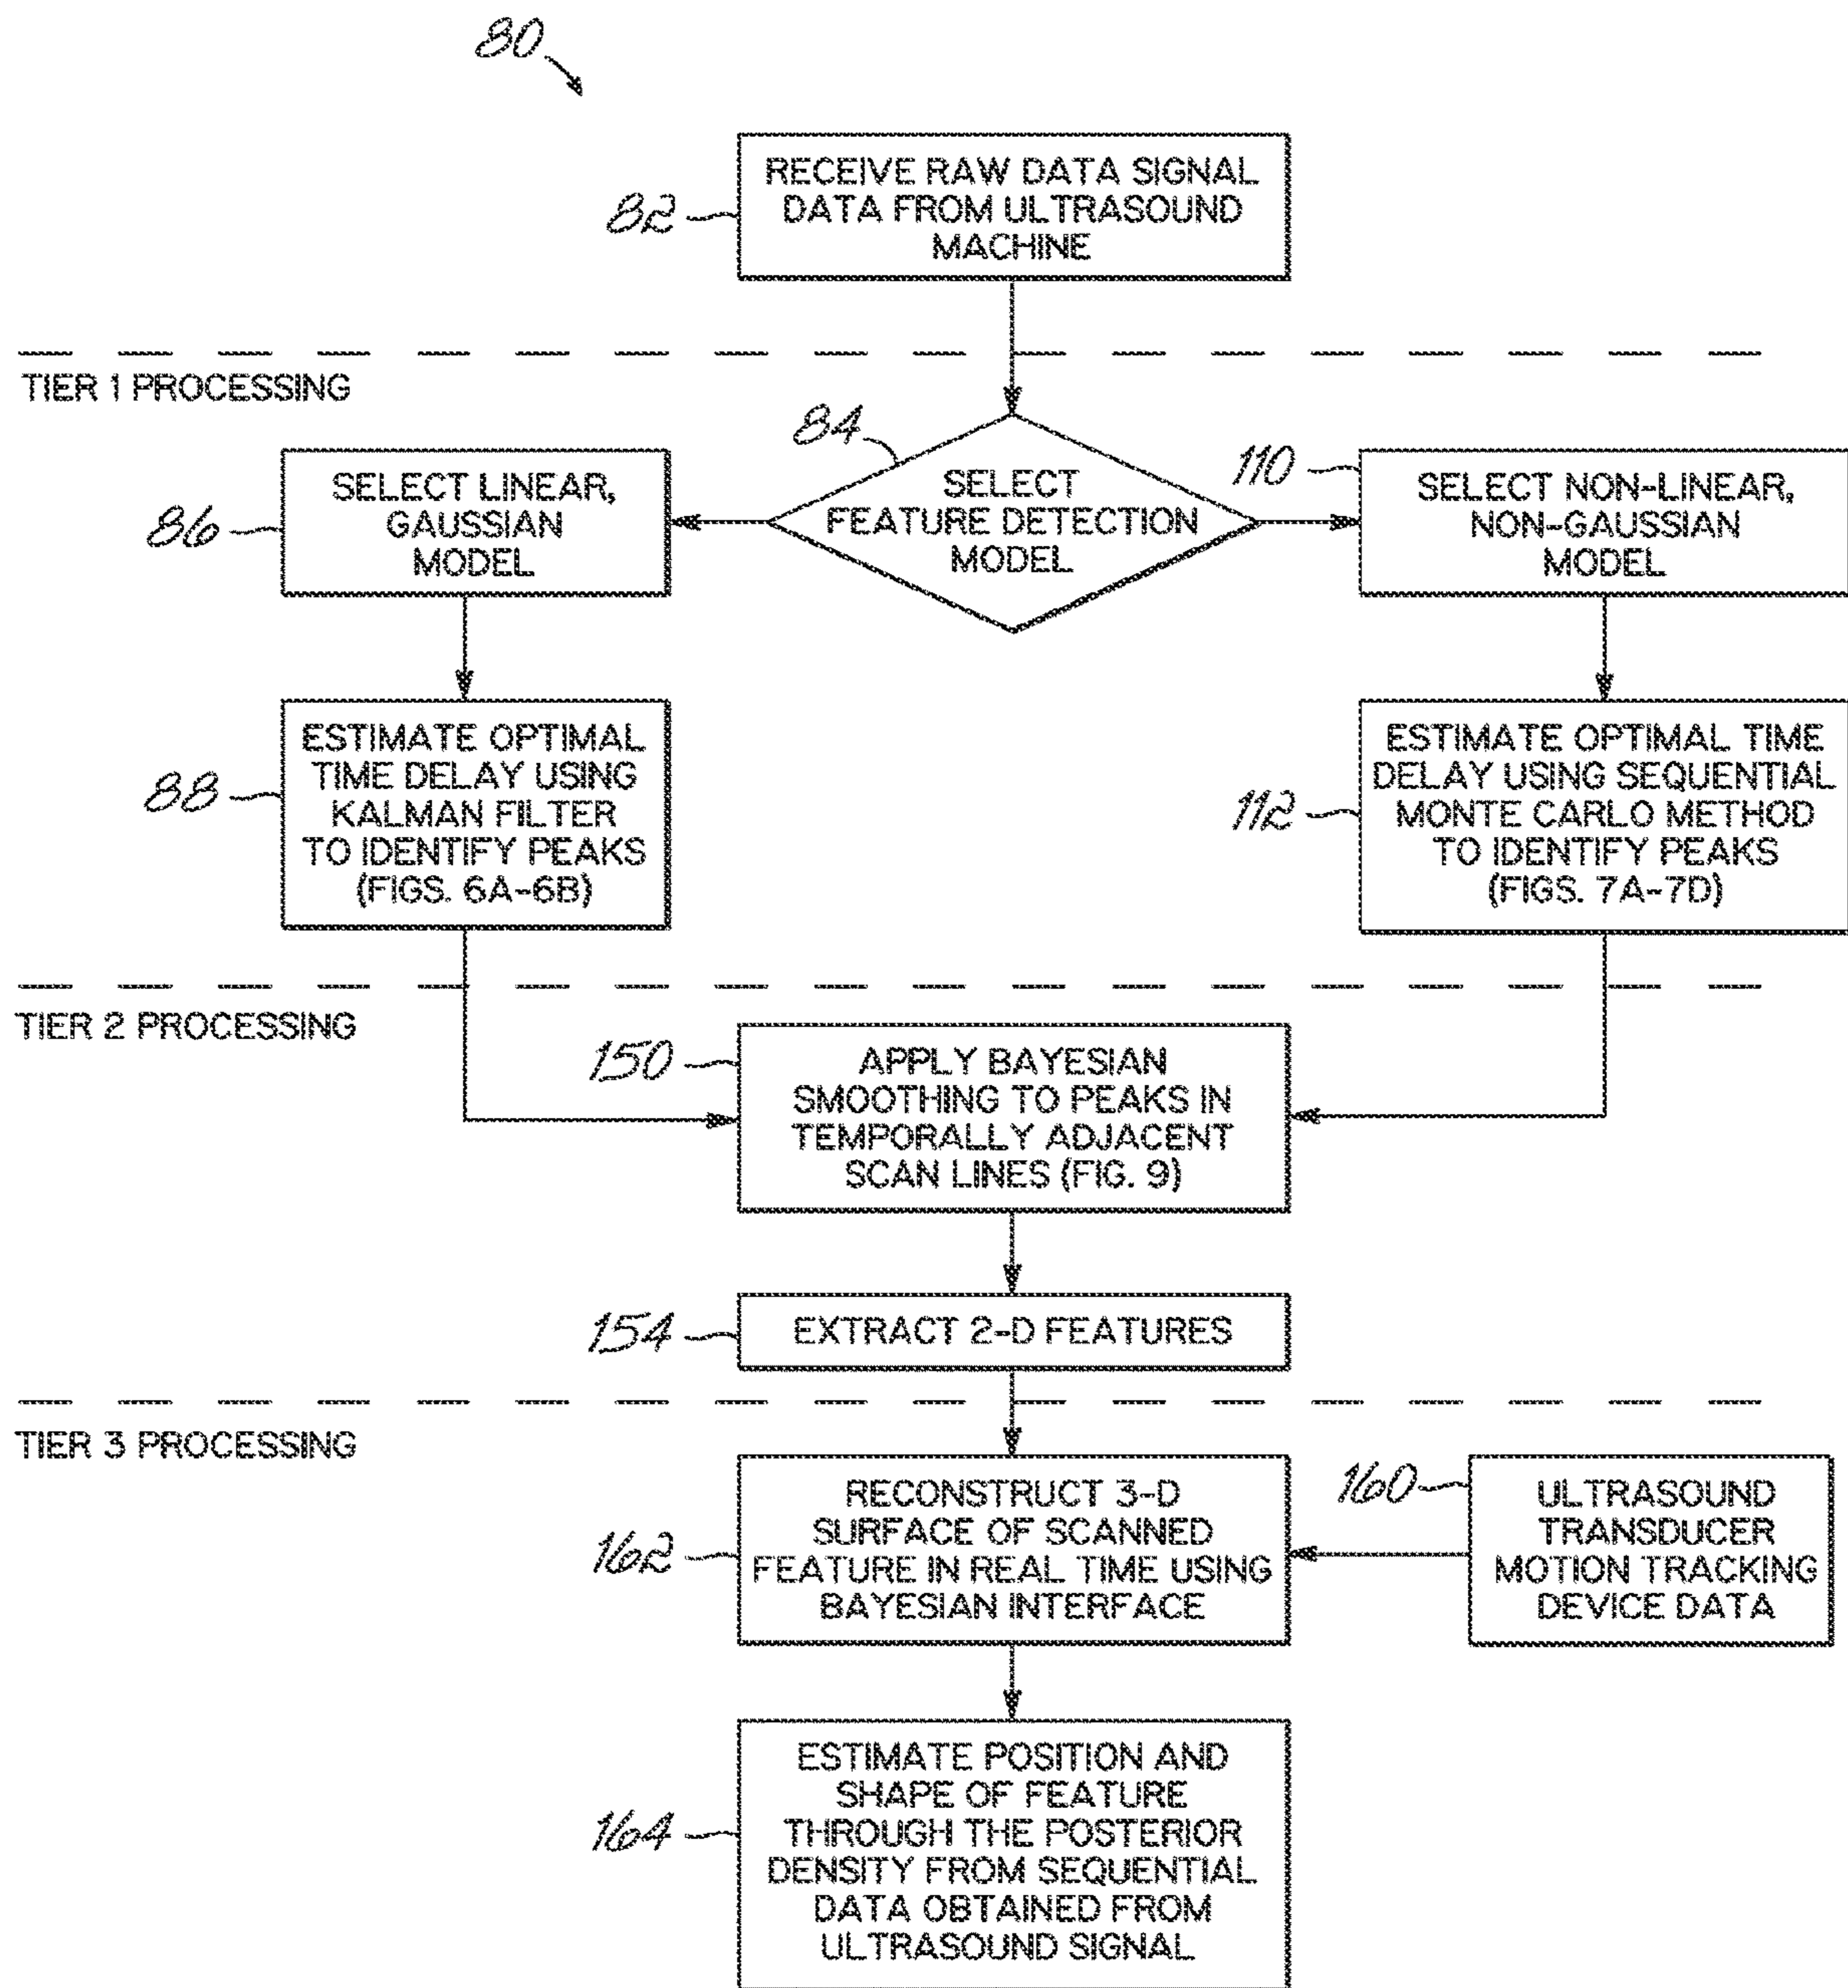 80
82
RECEIVE RAW DATA SIGNAL
DATA FROM ULTRASOUND
MACHINE
TIER 1 PROCESSING
84
SELECT
FEATURE DETECTION
MODEL
86
SELECT LINEAR,
GAUSSIAN
MODEL
110
SELECT NON-LINEAR,
NON-GAUSSIAN
MODEL
88
ESTIMATE OPTIMAL
TIME DELAY USING
KALMAN FILTER
TO IDENTIFY PEAKS
(FIGS. 6A-6B)
112
ESTIMATE OPTIMAL TIME
DELAY USING SEQUENTIAL
MONTE CARLO METHOD
TO IDENTIFY PEAKS
(FIGS. 7A-7D)
TIER 2 PROCESSING
150
APPLY BAYESIAN
SMOOTHING TO PEAKS IN
TEMPORALLY ADJACENT
SCAN LINES (FIG. 9)
154
EXTRACT 2-D FEATURES
TIER 3 PROCESSING
162
RECONSTRUCT 3-D
SURFACE OF SCANNED
FEATURE IN REAL TIME USING
BAYESIAN INTERFACE
160
ULTRASOUND
TRANSDUCER
MOTION TRACKING
DEVICE DATA
164
ESTIMATE POSITION AND
SHAPE OF FEATURE
THROUGH THE POSTERIOR
DENSITY FROM SEQUENTIAL
DATA OBTAINED FROM
ULTRASOUND SIGNAL